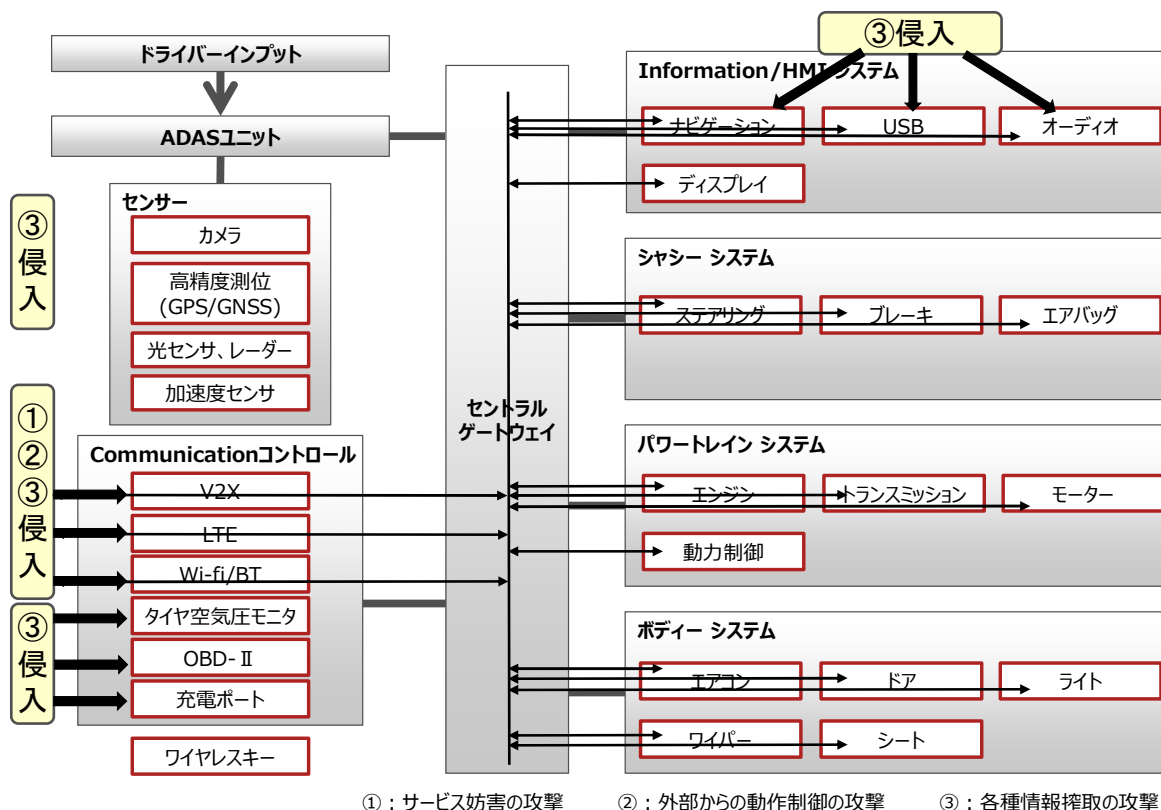 ドライバーインプット
ADASユニット
センサー
カメラ
高精度測位
(GPS/GNSS)
光センサ、レーダー
加速度センサ
③
侵
入
①
②
③
侵
入
③
侵
入
Communicationコントロール
V2X
LTE
Wi-fi/BT
タイヤ空気圧モニタ
OBD-Ⅱ
充電ポート
ワイヤレスキー
セントラル
ゲートウェイ
③侵入
Information/HMI システム
ナビゲーション
USB
オーディオ
ディスプレイ
シャシー システム
ステアリング
ブレーキ
エアバッグ
パワートレイン システム
エンジン
トランスミッション
モーター
動力制御
ボディー システム
エアコン
ドア
ライト
ワイパー
シート
①:サービス妨害の攻撃 ②:外部からの動作制御の攻撃 ③:各種情報搾取の攻撃